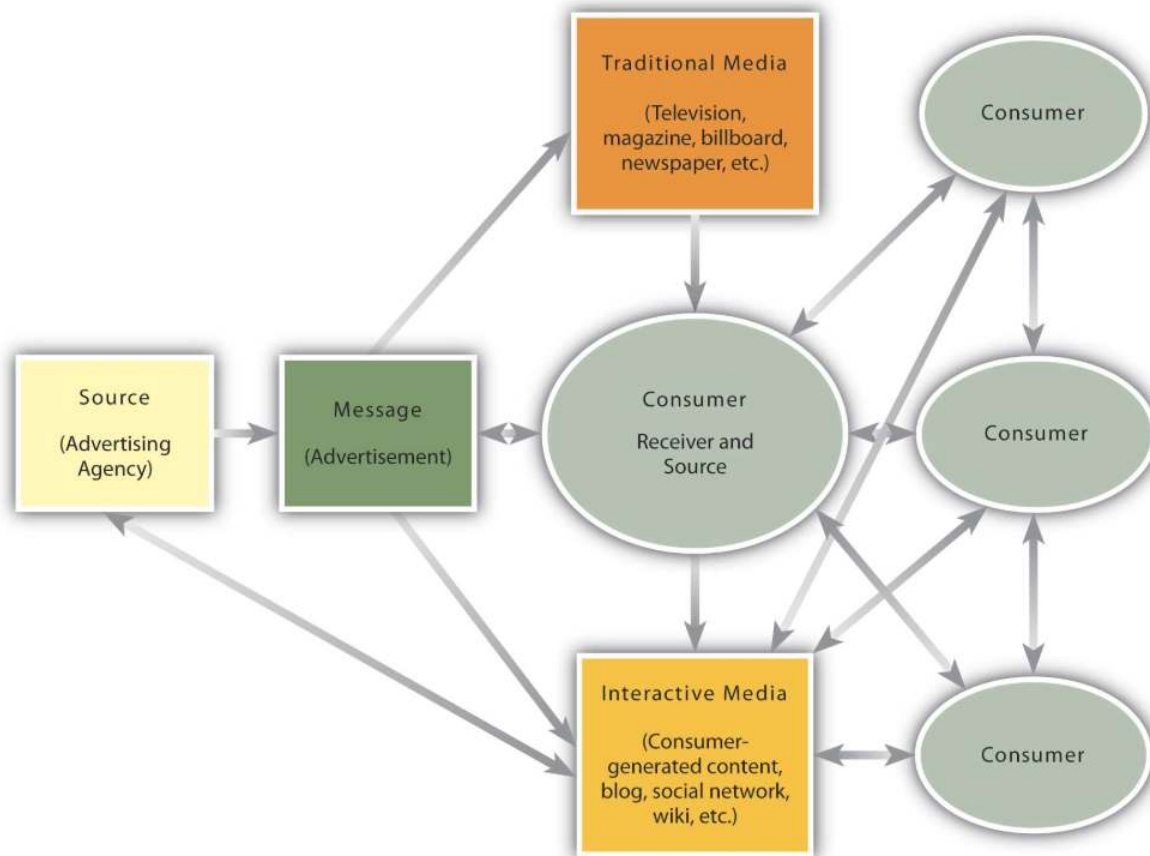 Traditional Media
(Television,
magazine, billboard,
newspaper, etc.)
Consumer
Source
(Advertising
Agency)
Message
(Advertisement)
Consumer
Receiver and
Source
Consumer
Interactive Media
(Consumer-
generated content,
blog, social network,
wiki, etc.)
Consumer